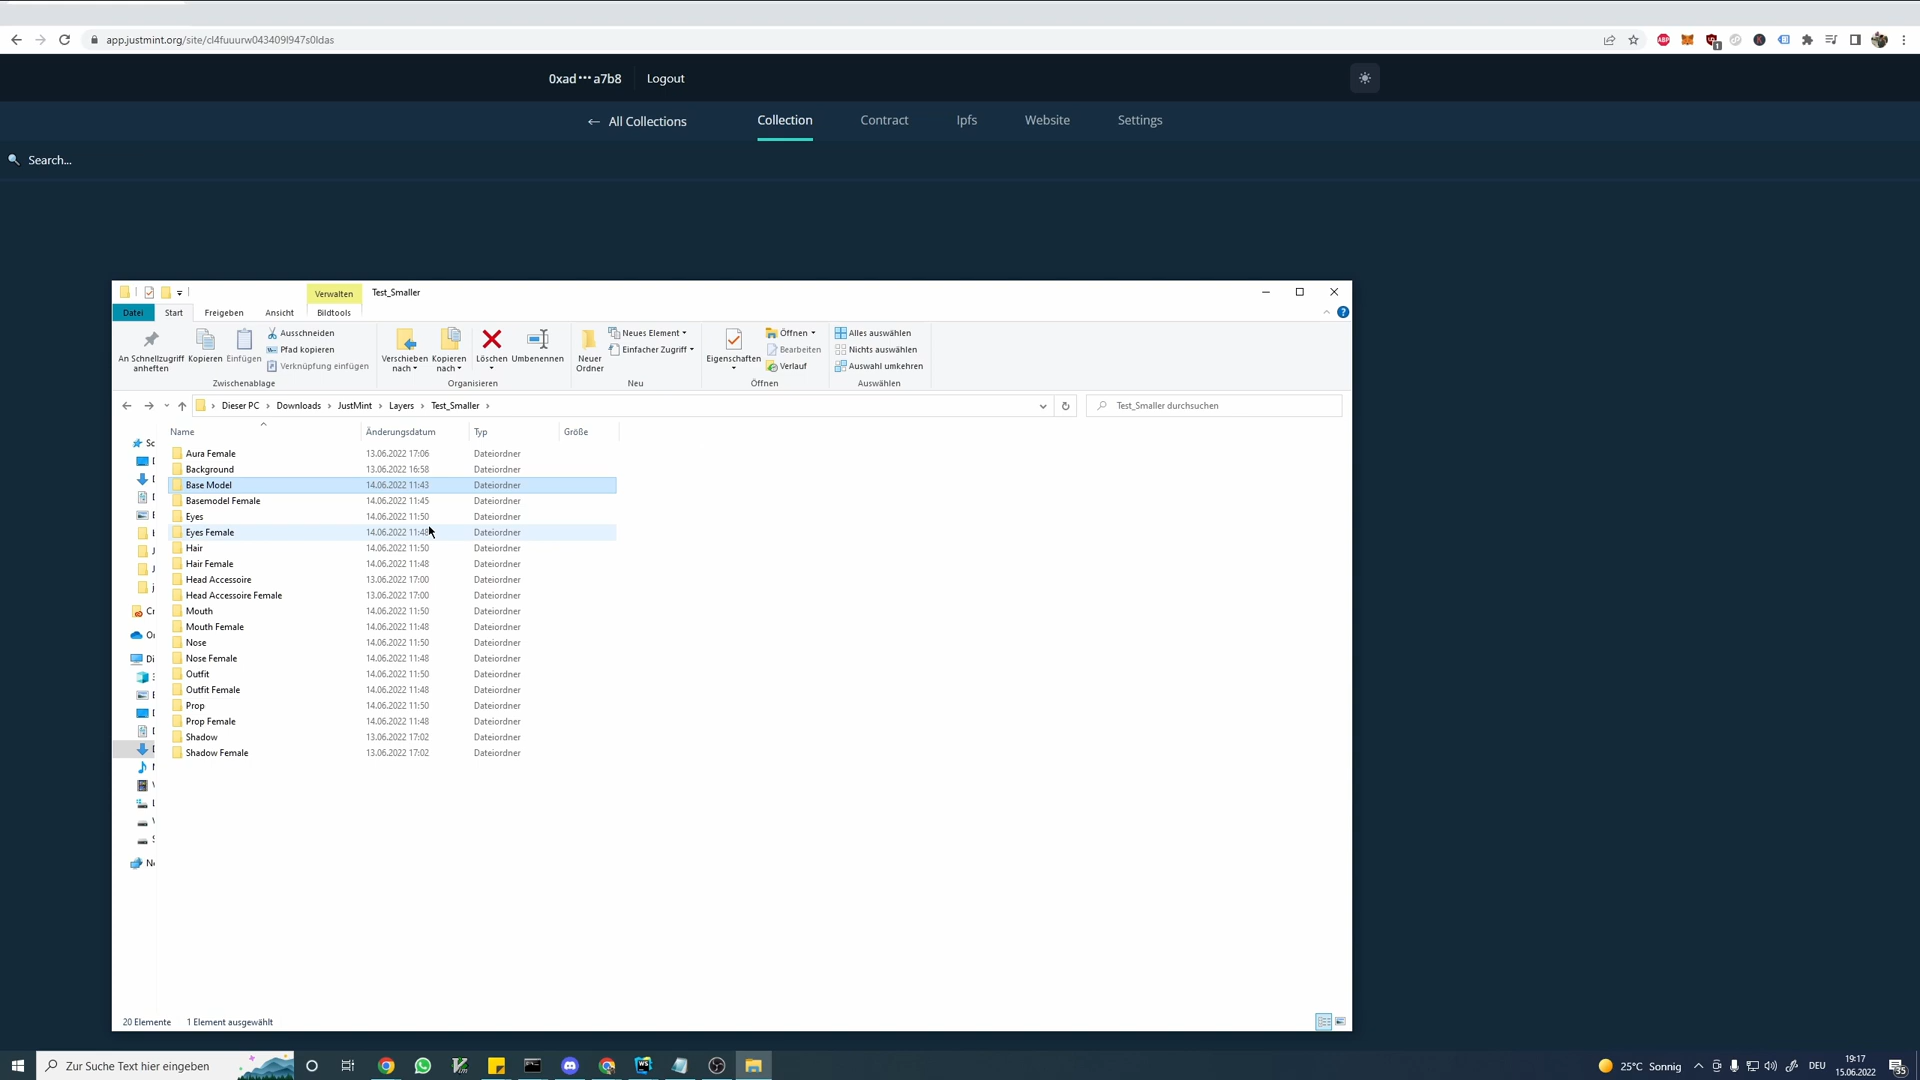 app.justmint.org/site/cl4fuuurw043409l947s0ldas
0xad···a7b8
Logout
← All Collections
Collection
Contract
Ipfs
Website
Settings
Search...
Verwalten
Test_Smaller
Datei
Start
Freigeben
Ansicht
Bildtools
An Schnellzugriff anheften
Kopieren
Einfügen
Ausschneiden
Pfad kopieren
Verknüpfung einfügen
Zwischenablage
Verschieben nach
Kopieren nach
Löschen
Umbenennen
Organisieren
Neuer Ordner
Neues Element
Einfacher Zugriff
Neu
Eigenschaften
Öffnen
Bearbeiten
Verlauf
Öffnen
Alles auswählen
Nichts auswählen
Auswahl umkehren
Auswählen
Dieser PC > Downloads > JustMint > Layers > Test_Smaller >
Test_Smaller durchsuchen
Name Änderungsdatum Typ Größe
Aura Female 13.06.2022 17:06 Dateiordner
Background 13.06.2022 16:58 Dateiordner
Base Model 14.06.2022 11:43 Dateiordner
Basemodel Female 14.06.2022 11:45 Dateiordner
Eyes 14.06.2022 11:50 Dateiordner
Eyes Female 14.06.2022 11:48 Dateiordner
Hair 14.06.2022 11:50 Dateiordner
Hair Female 14.06.2022 11:48 Dateiordner
Head Accessoire 13.06.2022 17:00 Dateiordner
Head Accessoire Female 13.06.2022 17:00 Dateiordner
Mouth 14.06.2022 11:50 Dateiordner
Mouth Female 14.06.2022 11:48 Dateiordner
Nose 14.06.2022 11:50 Dateiordner
Nose Female 14.06.2022 11:48 Dateiordner
Outfit 14.06.2022 11:50 Dateiordner
Outfit Female 14.06.2022 11:48 Dateiordner
Prop 14.06.2022 11:50 Dateiordner
Prop Female 14.06.2022 11:48 Dateiordner
Shadow 13.06.2022 17:02 Dateiordner
Shadow Female 13.06.2022 17:02 Dateiordner
20 Elemente 1 Element ausgewählt
Zur Suche Text hier eingeben
25°C Sonnig
DEU
19:17
15.06.2022
35